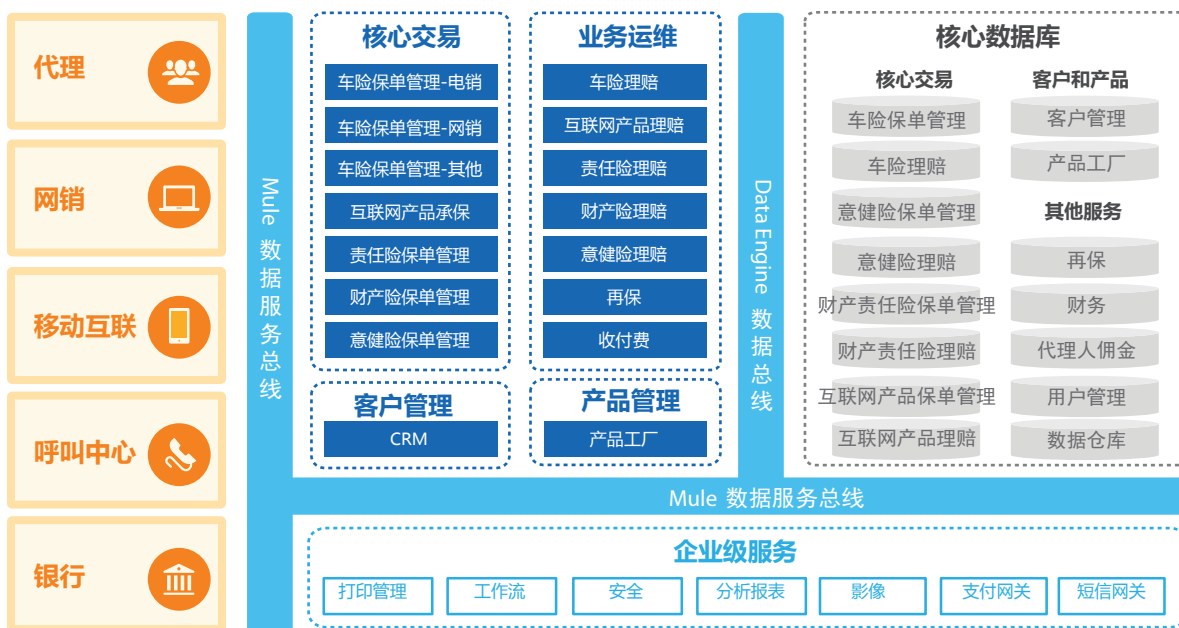 代理
网销
移动互联
呼叫中心
银行
Mule 数据服务总线
核心交易
车险保单管理-电销
车险保单管理-网销
车险保单管理-其他
互联网产品承保
责任险保单管理
财产险保单管理
意健险保单管理
客户管理
CRM
业务运维
车险理赔
互联网产品理赔
责任险理赔
财产险理赔
意健险理赔
再保
收付费
产品管理
产品工厂
Data Engine 数据总线
核心数据库
核心交易
车险保单管理
车险理赔
意健险保单管理
意健险理赔
财产责任险保单管理
财产责任险理赔
互联网产品保单管理
互联网产品理赔
客户和产品
客户管理
产品工厂
其他服务
再保
财务
代理人佣金
用户管理
数据仓库
Mule 数据服务总线
企业级服务
打印管理
工作流
安全
分析报表
影像
支付网关
短信网关